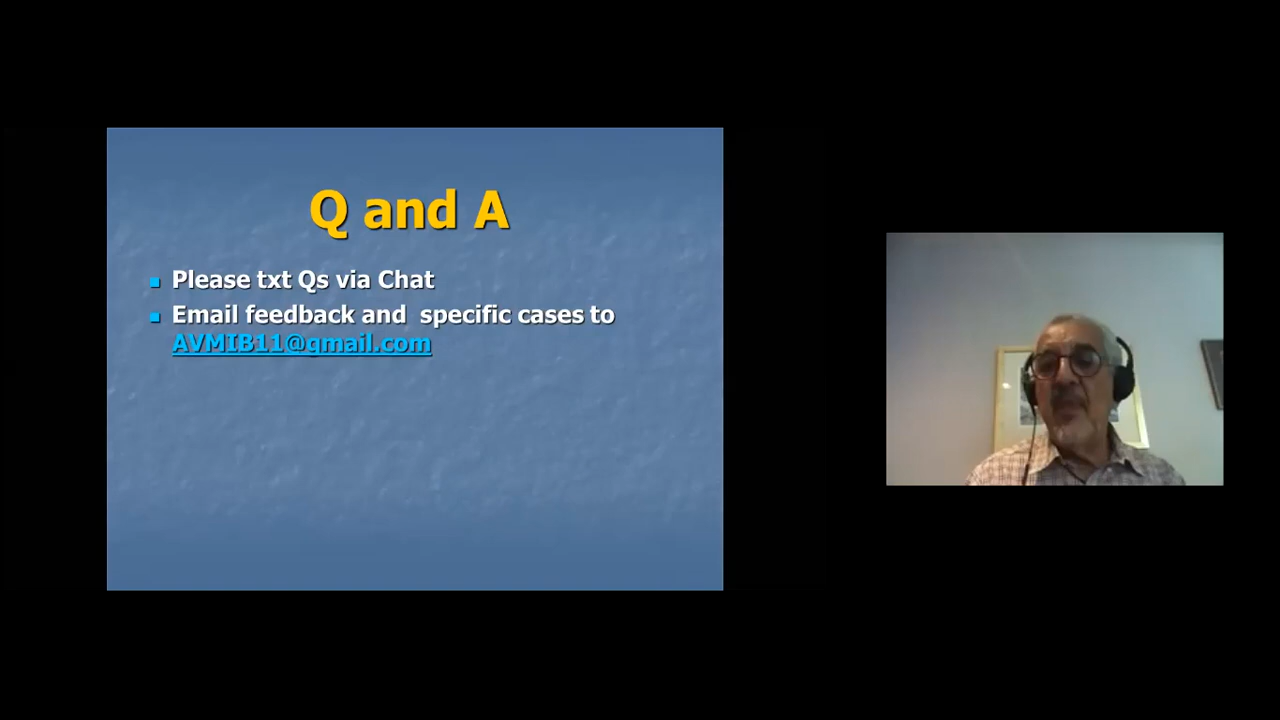 Q and A
Please txt Qs via Chat
Email feedback and specific cases to
AVMIB11@gmail.com